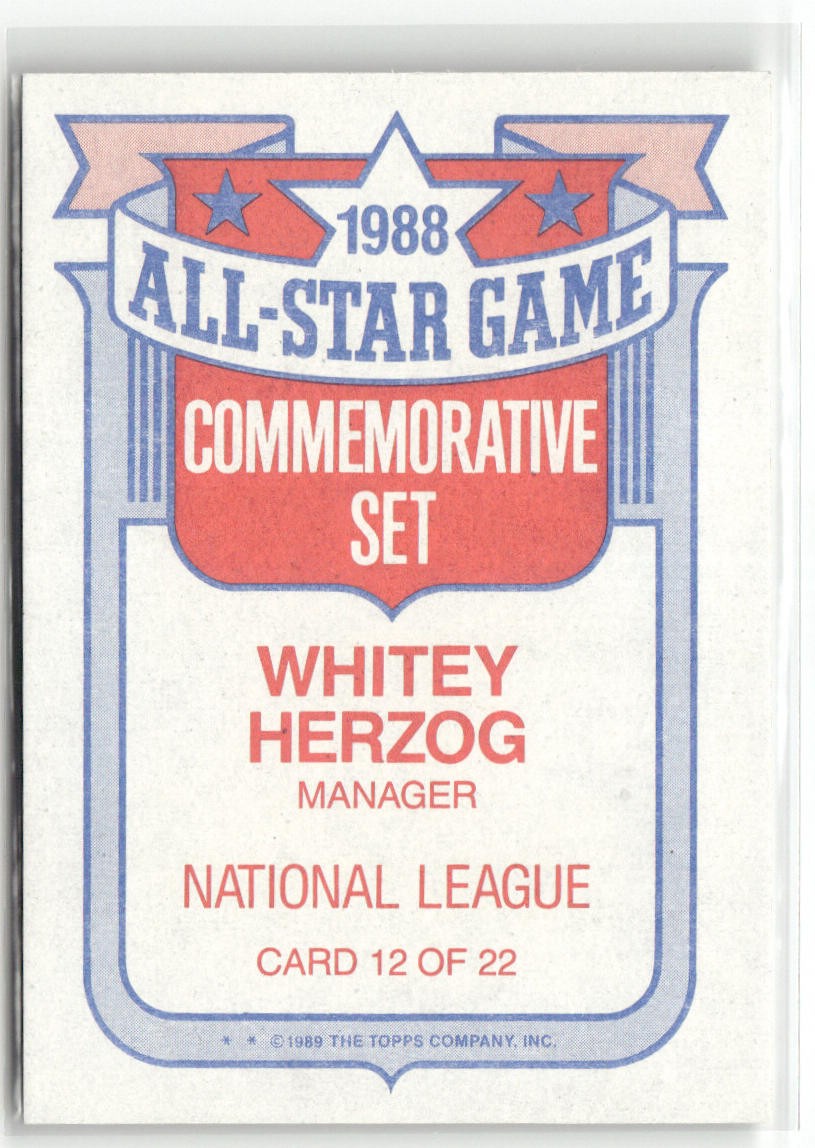 1988
ALL-STAR GAME
COMMEMORATIVE
SET
WHITEY
HERZOG
MANAGER
NATIONAL LEAGUE
CARD 12 OF 22
* * ©1989 THE TOPPS COMPANY, INC.